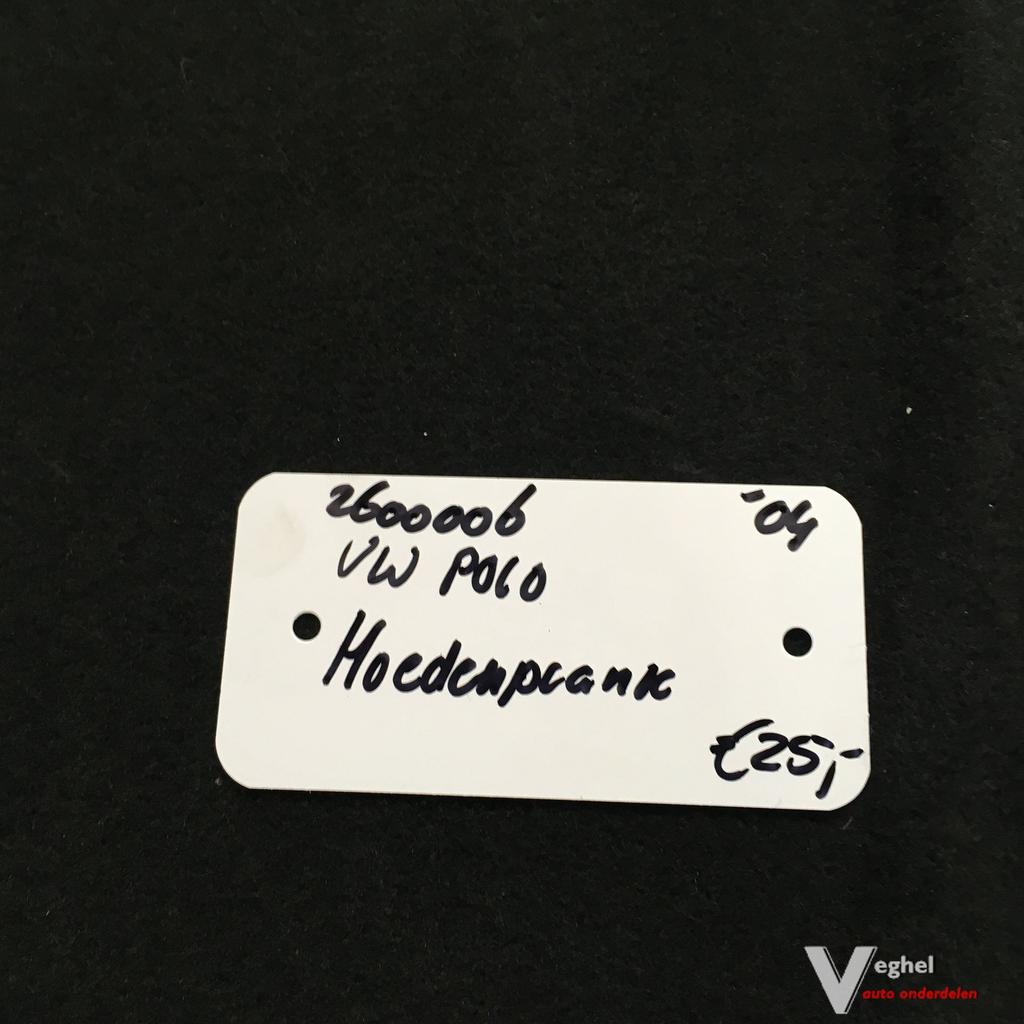 2600006 '04
VW POLO
Hoedenplank
€25,-
Veghel
auto onderdelen